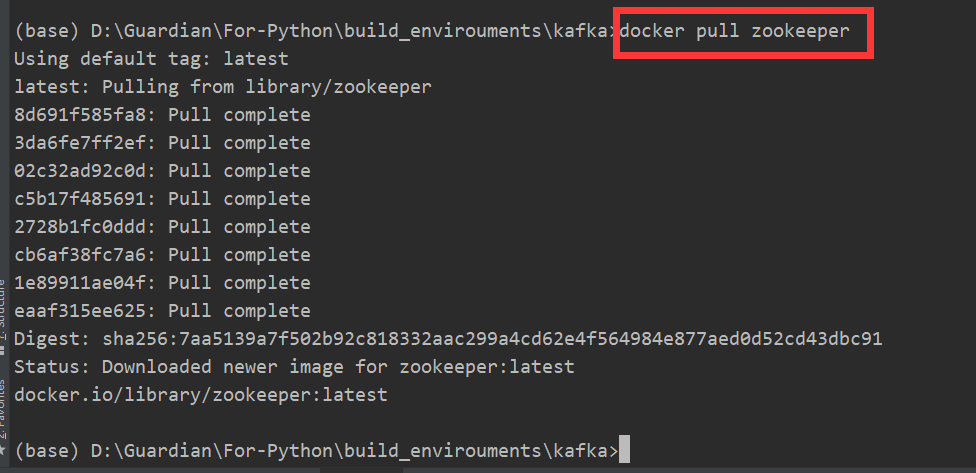 (base) D:\Guardian\For-Python\build_envirouments\kafka>docker pull zookeeper
Using default tag: latest
latest: Pulling from library/zookeeper
8d691f585fa8: Pull complete
3da6fe7ff2ef: Pull complete
02c32ad92c0d: Pull complete
c5b17f485691: Pull complete
2728b1fc0ddd: Pull complete
cb6af38fc7a6: Pull complete
1e89911ae04f: Pull complete
eaaf315ee625: Pull complete
Digest: sha256:7aa5139a7f502b92c818332aac299a4cd62e4f564984e877aed0d52cd43dbc91
Status: Downloaded newer image for zookeeper:latest
docker.io/library/zookeeper:latest
(base) D:\Guardian\For-Python\build_envirouments\kafka>
Structure
2: Favorites